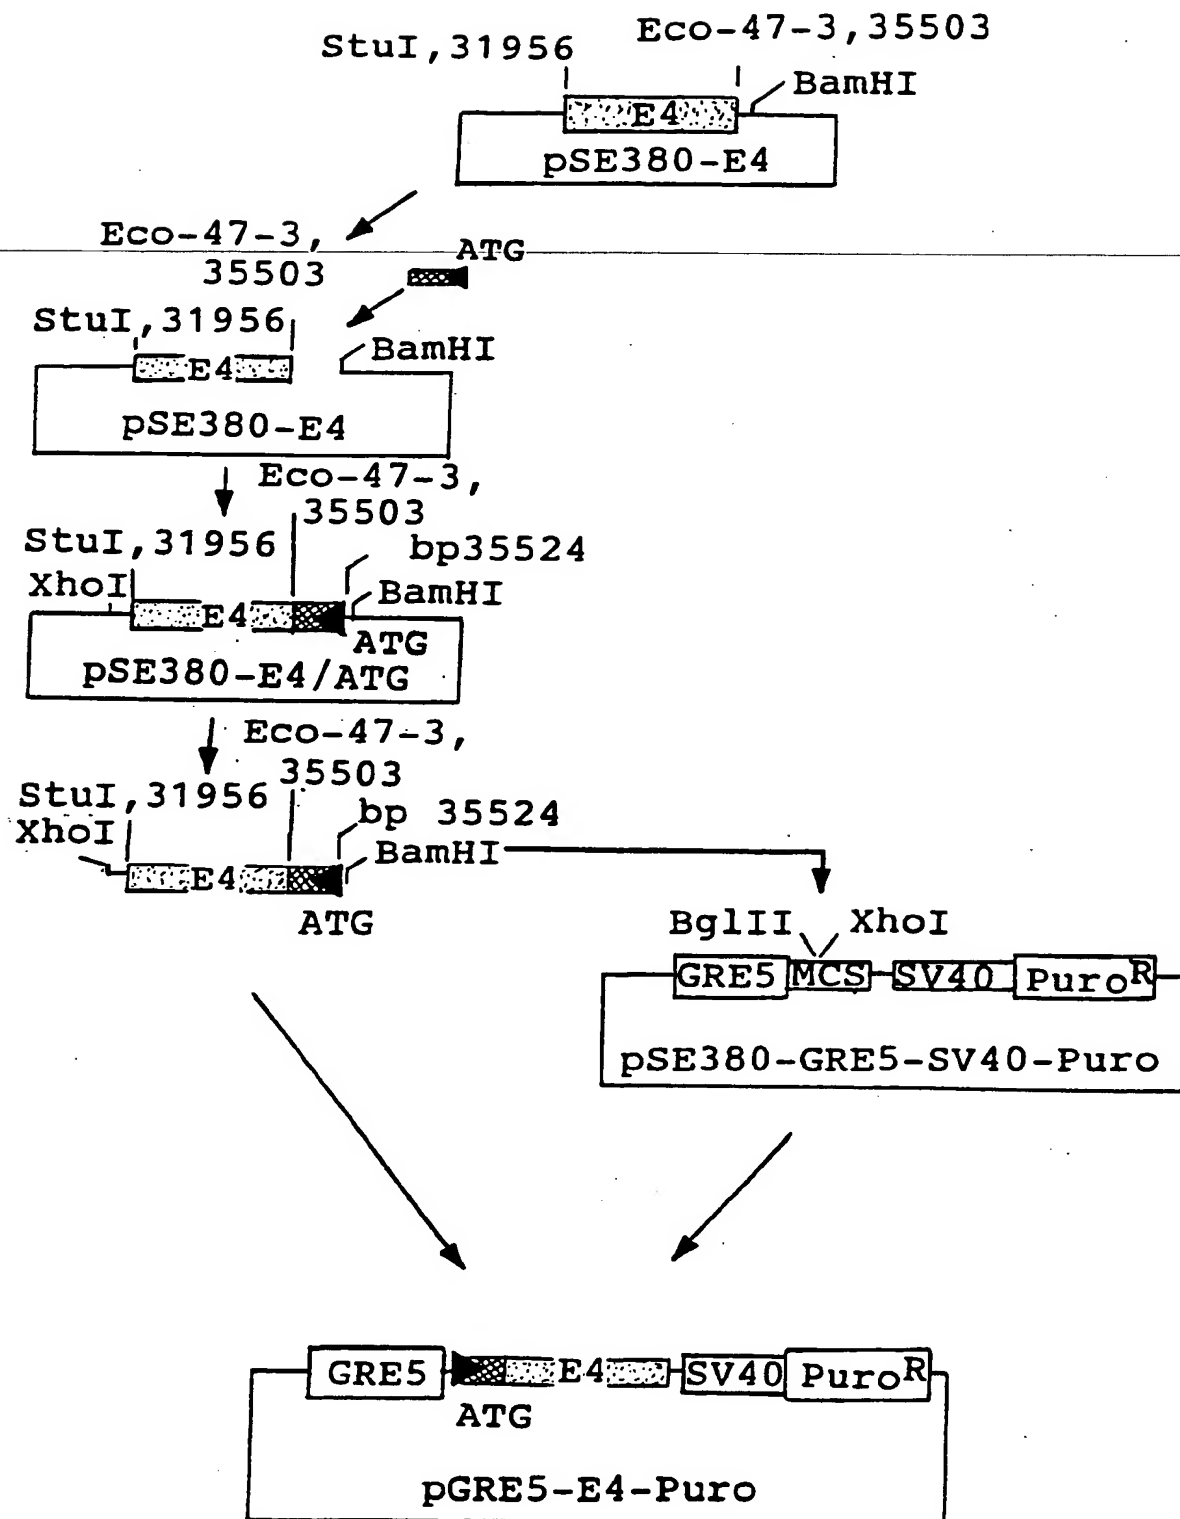 StuI,31956 Eco-47-3,35503
BamHI
E4
pSE380-E4
Eco-47-3,
35503
ATG
StuI,31956
BamHI
E4
pSE380-E4
Eco-47-3,
35503
StuI,31956
bp35524
XhoI
BamHI
E4
ATG
pSE380-E4/ATG
Eco-47-3,
35503
StuI,31956
bp 35524
XhoI
BamHI
E4
ATG
BglII XhoI
GRE5 MCS SV40 PuroR
pSE380-GRE5-SV40-Puro
GRE5 E4 SV40 PuroR
ATG
pGRE5-E4-Puro